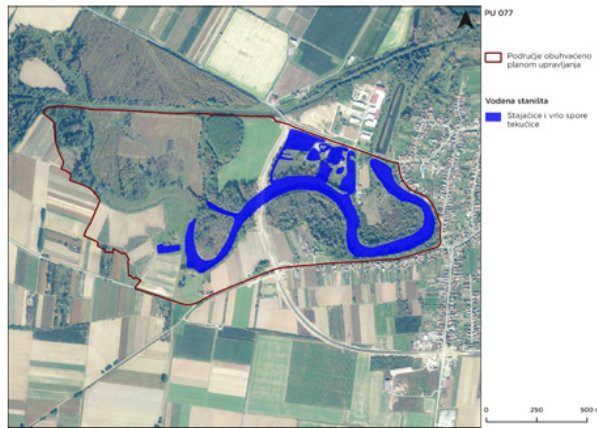 PU 077
Područje obuhvaćeno
planom upravljanja
Vodena staništa
Stajaćice i vrlo spore
tekućice
0 250 500